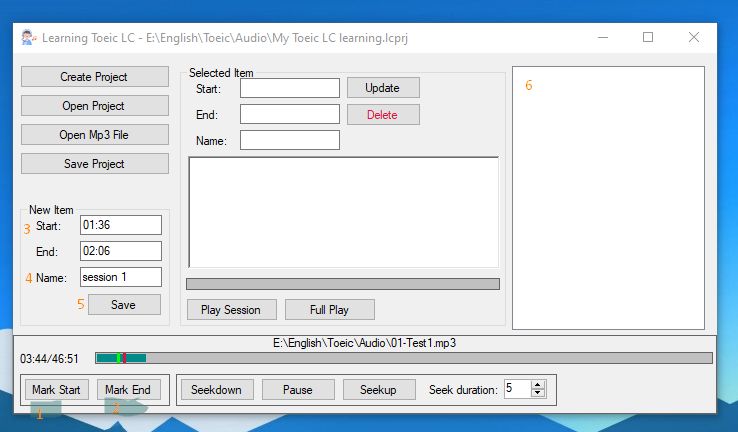 Learning Toeic LC - E:\English\Toeic\Audio\My Toeic LC learning.lcprj
Create Project
Open Project
Open Mp3 File
Save Project
New Item
3 Start: 01:36
End: 02:06
4 Name: session 1
5 Save
Selected Item
Start: Update
End: Delete
Name:
Play Session Full Play
6
E:\English\Toeic\Audio\01-Test1.mp3
03:44/46:51
Mark Start Mark End Seekdown Pause Seekup Seek duration: 5
1 2